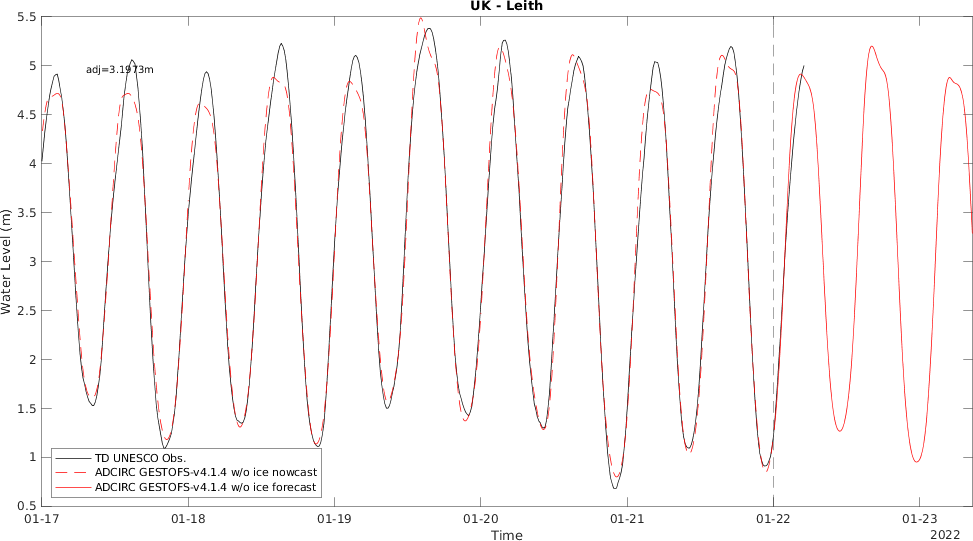 UK - Leith
5.5
5
4.5
4
3.5
3
2.5
2
1.5
1
0.5
Water Level (m)
adj=3.1973m
TD UNESCO Obs.
ADCIRC GESTOFS-v4.1.4 w/o ice nowcast
ADCIRC GESTOFS-v4.1.4 w/o ice forecast
01-17 01-18 01-19 01-20 01-21 01-22 01-23
Time
2022